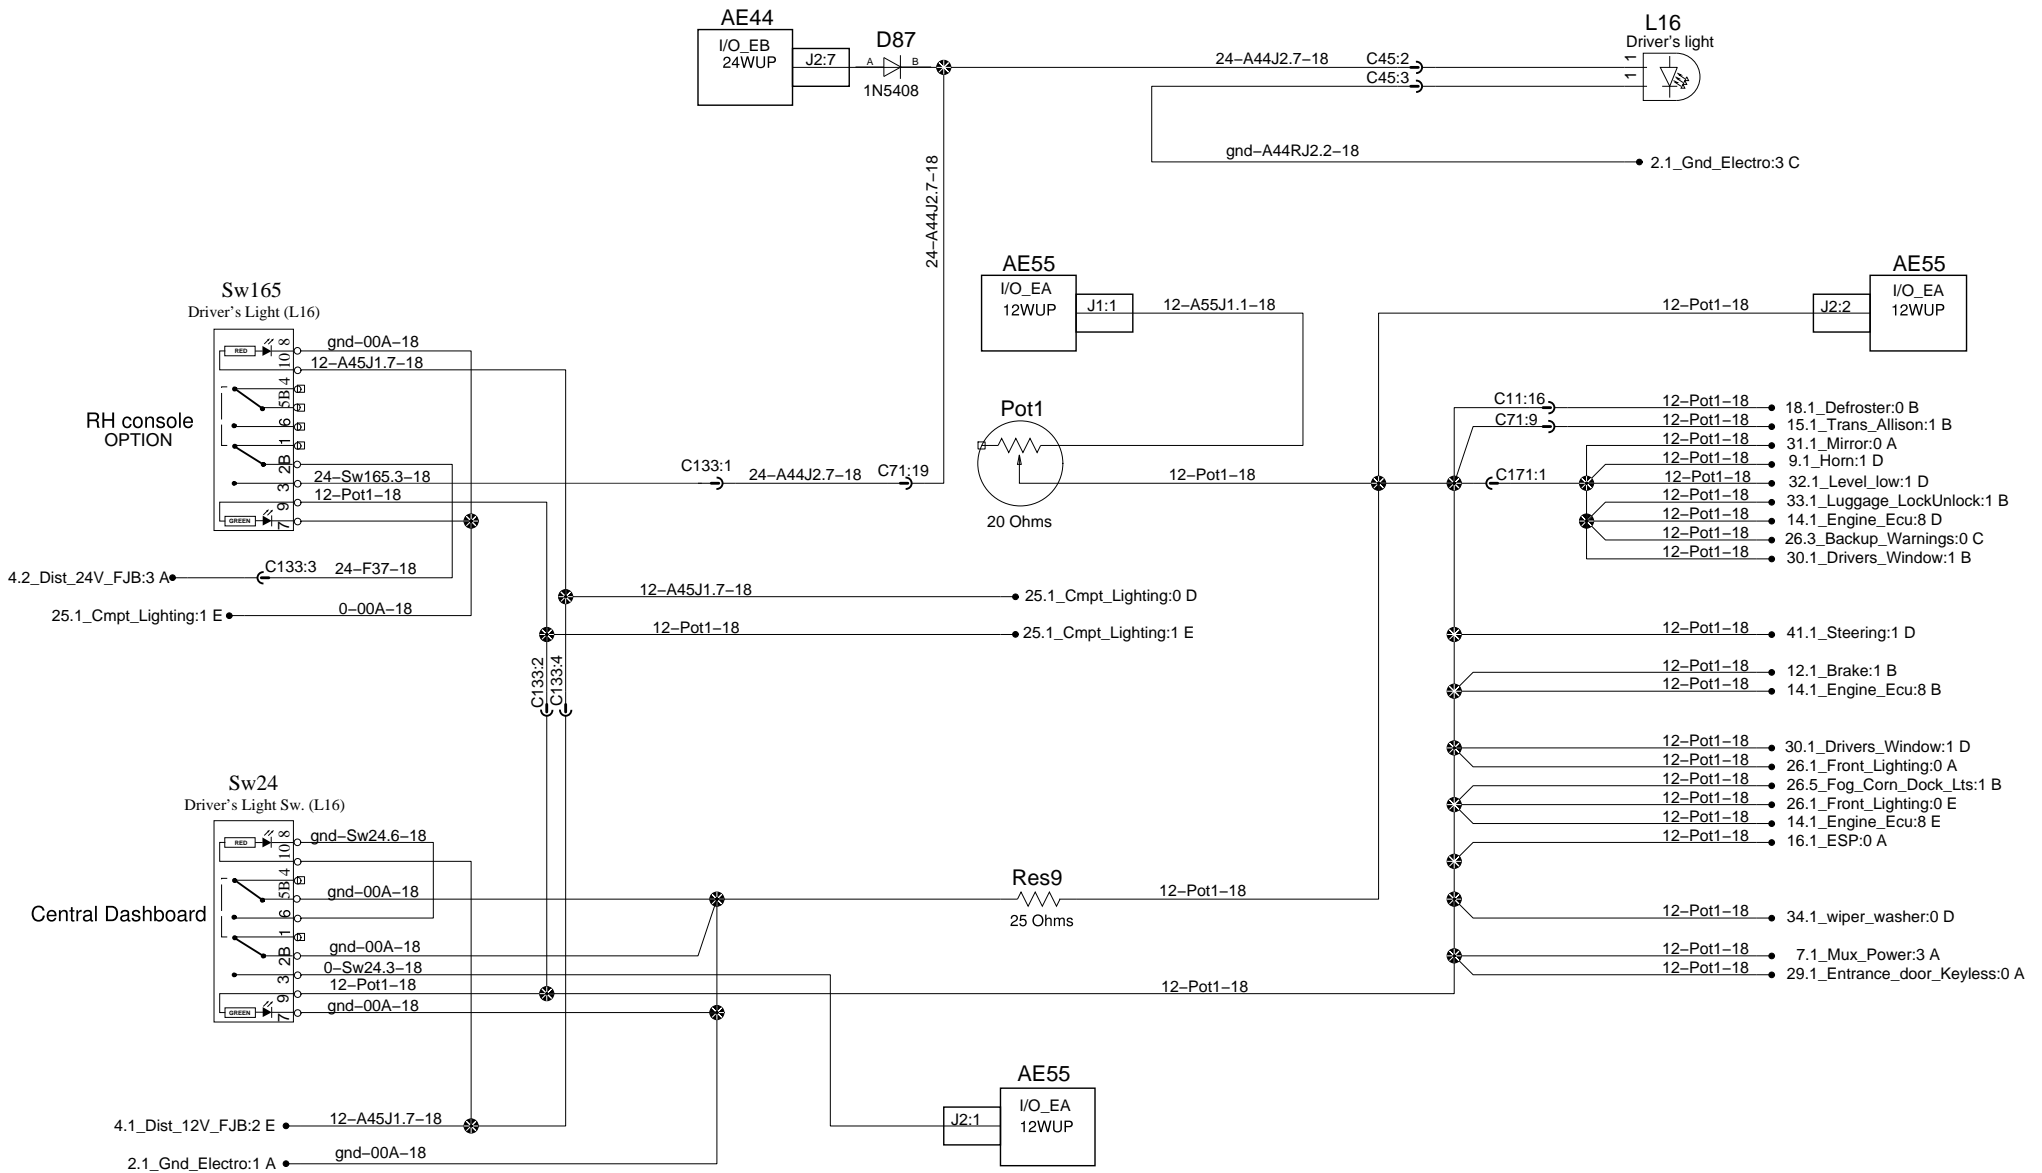 AE44
I/O_EB
24WUP
J2:7
D87
A
B
1N5408
24–A44J2.7–18
C45:2
C45:3
L16
Driver's light
1
1
gnd–A44RJ2.2–18
2.1_Gnd_Electro:3 C
24–A44J2.7–18
AE55
I/O_EA
12WUP
J1:1
12–A55J1.1–18
12–Pot1–18
J2:2
AE55
I/O_EA
12WUP
Sw165
Driver's Light (L16)
RH console
OPTION
RED
GREEN
8
10
4
5B
6
1
2B
3
9
7
gnd–00A–18
12–A45J1.7–18
24–Sw165.3–18
12–Pot1–18
C133:1
24–A44J2.7–18
C71:19
4.2_Dist_24V_FJB:3 A
C133:3
24–F37–18
25.1_Cmpt_Lighting:1 E
0–00A–18
Pot1
20 Ohms
12–Pot1–18
C11:16
12–Pot1–18
18.1_Defroster:0 B
C71:9
12–Pot1–18
15.1_Trans_Allison:1 B
12–Pot1–18
31.1_Mirror:0 A
12–Pot1–18
9.1_Horn:1 D
C171:1
12–Pot1–18
32.1_Level_low:1 D
12–Pot1–18
33.1_Luggage_LockUnlock:1 B
12–Pot1–18
14.1_Engine_Ecu:8 D
12–Pot1–18
26.3_Backup_Warnings:0 C
12–Pot1–18
30.1_Drivers_Window:1 B
12–A45J1.7–18
25.1_Cmpt_Lighting:0 D
12–Pot1–18
25.1_Cmpt_Lighting:1 E
C133:2
C133:4
12–Pot1–18
41.1_Steering:1 D
12–Pot1–18
12.1_Brake:1 B
12–Pot1–18
14.1_Engine_Ecu:8 B
12–Pot1–18
30.1_Drivers_Window:1 D
12–Pot1–18
26.1_Front_Lighting:0 A
12–Pot1–18
26.5_Fog_Corn_Dock_Lts:1 B
12–Pot1–18
26.1_Front_Lighting:0 E
12–Pot1–18
14.1_Engine_Ecu:8 E
12–Pot1–18
16.1_ESP:0 A
12–Pot1–18
34.1_wiper_washer:0 D
12–Pot1–18
7.1_Mux_Power:3 A
12–Pot1–18
29.1_Entrance_door_Keyless:0 A
Sw24
Driver's Light Sw. (L16)
Central Dashboard
RED
GREEN
8
10
4
5B
6
1
2B
3
9
7
gnd–Sw24.6–18
gnd–00A–18
gnd–00A–18
0–Sw24.3–18
12–Pot1–18
gnd–00A–18
Res9
25 Ohms
12–Pot1–18
12–Pot1–18
AE55
I/O_EA
12WUP
J2:1
4.1_Dist_12V_FJB:2 E
12–A45J1.7–18
2.1_Gnd_Electro:1 A
gnd–00A–18